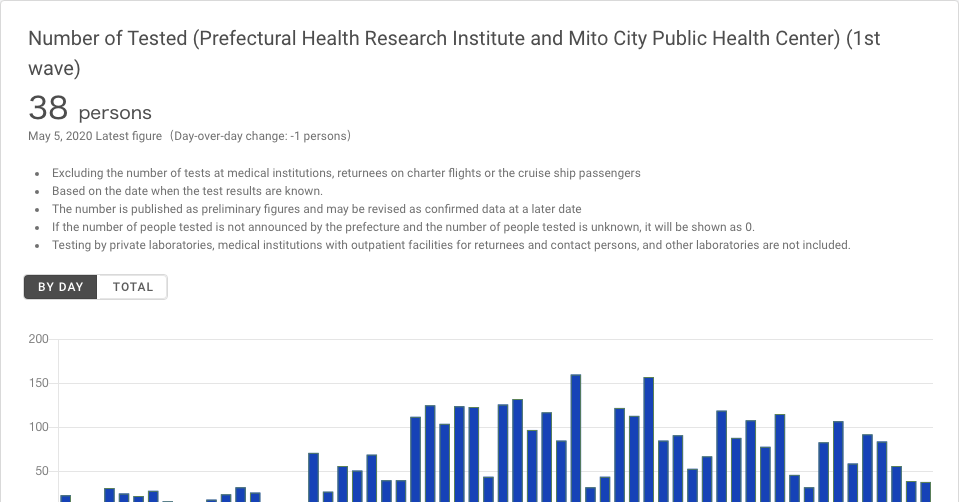 Number of Tested (Prefectural Health Research Institute and Mito City Public Health Center) (1st
wave)
38 persons
May 5, 2020 Latest figure（Day-over-day change: -1 persons）
• Excluding the number of tests at medical institutions, returnees on charter flights or the cruise ship passengers
• Based on the date when the test results are known.
• The number is published as preliminary figures and may be revised as confirmed data at a later date
• If the number of people tested is not announced by the prefecture and the number of people tested is unknown, it will be shown as 0.
• Testing by private laboratories, medical institutions with outpatient facilities for returnees and contact persons, and other laboratories are not included.
BY DAY TOTAL
200
150
100
50